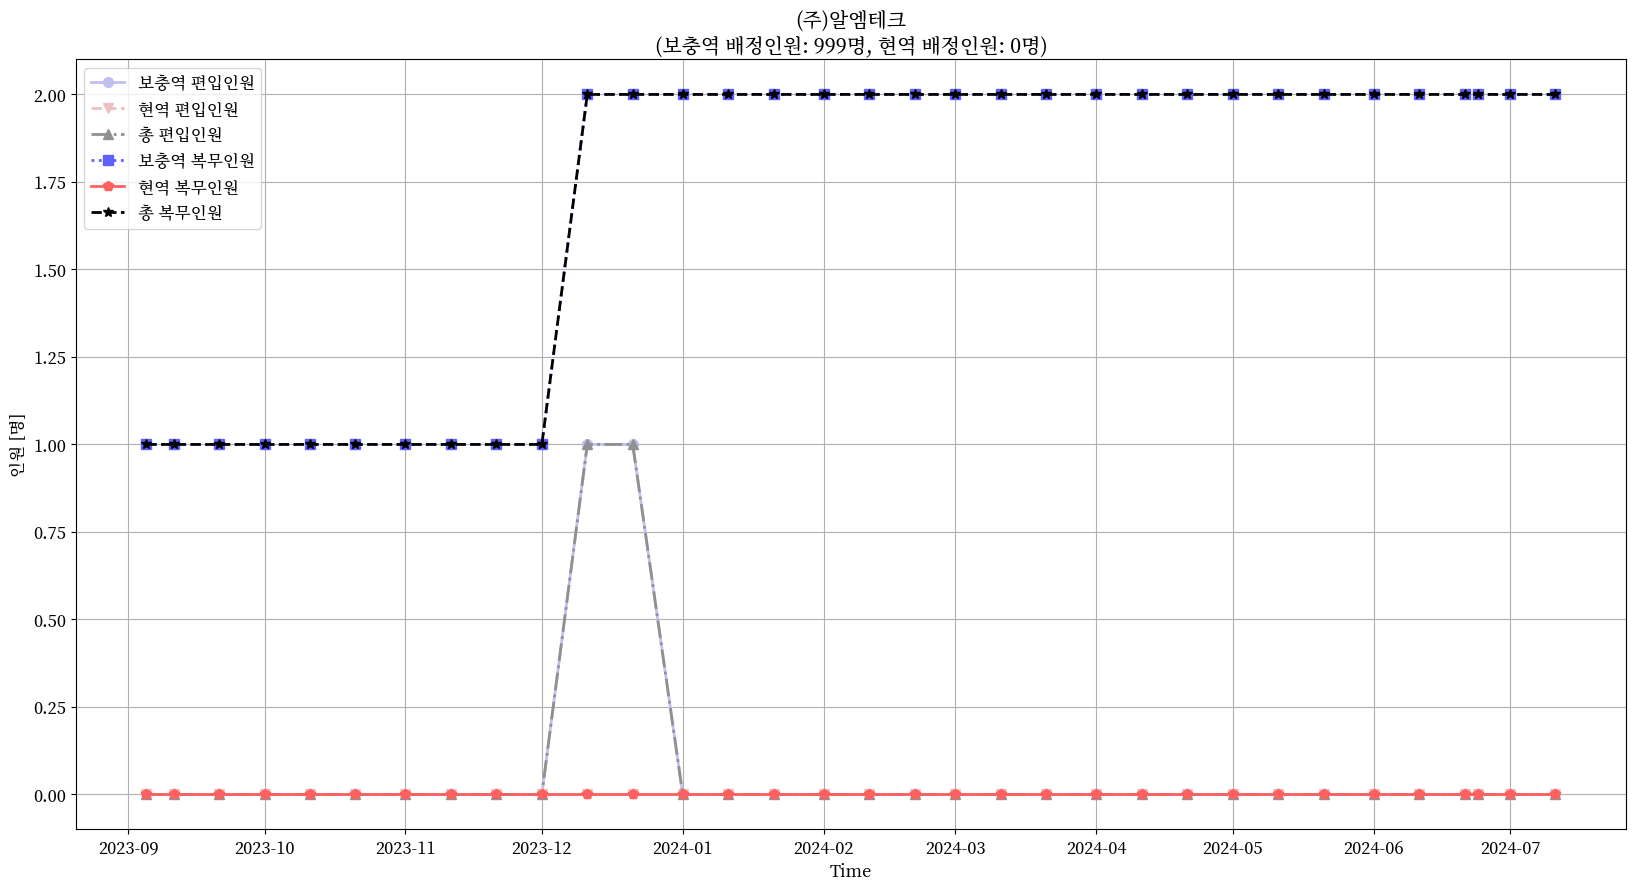 (주)알엠테크
(보충역 배정인원: 999명, 현역 배정인원: 0명)
보충역 편입인원
현역 편입인원
총 편입인원
보충역 복무인원
현역 복무인원
총 복무인원
2.00
1.75
1.50
1.25
1.00
0.75
0.50
0.25
0.00
인원 [명]
2023-09 2023-10 2023-11 2023-12 2024-01 2024-02 2024-03 2024-04 2024-05 2024-06 2024-07
Time